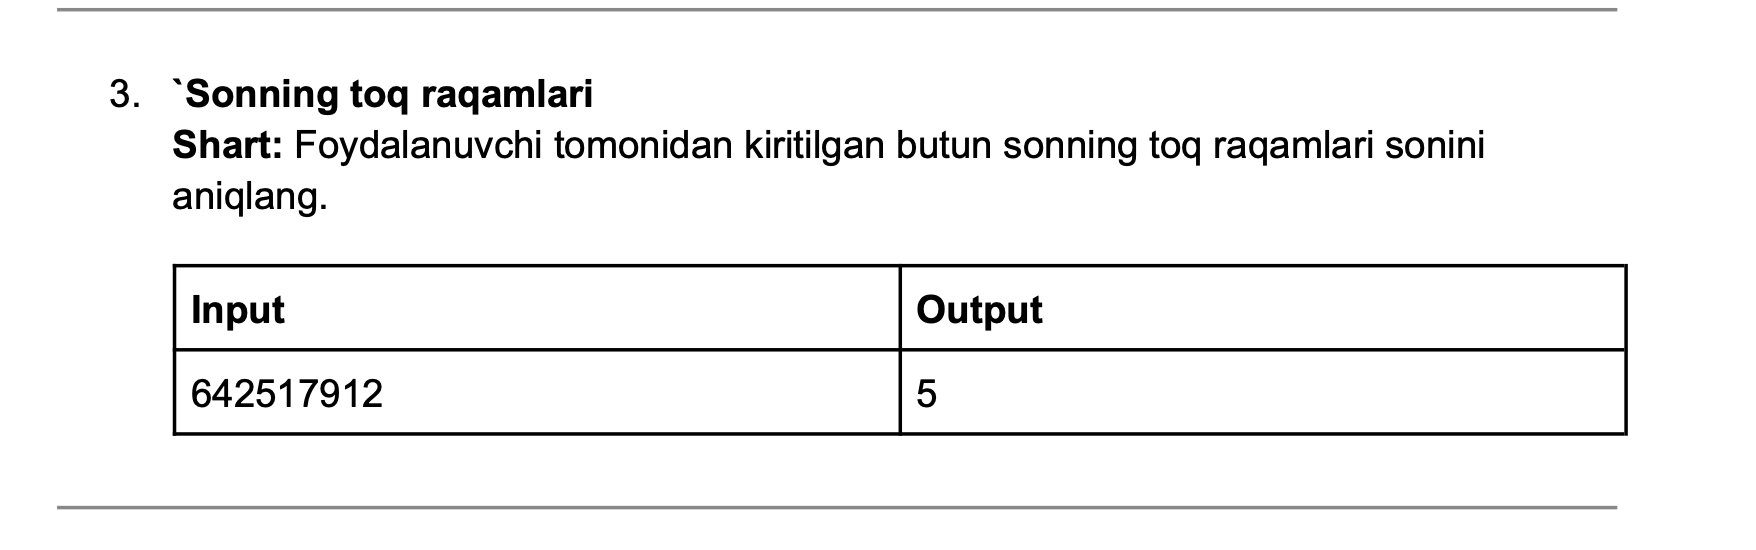 3. `Sonning toq raqamlari
Shart: Foydalanuvchi tomonidan kiritilgan butun sonning toq raqamlari sonini
aniqlang.
Input Output
642517912 5